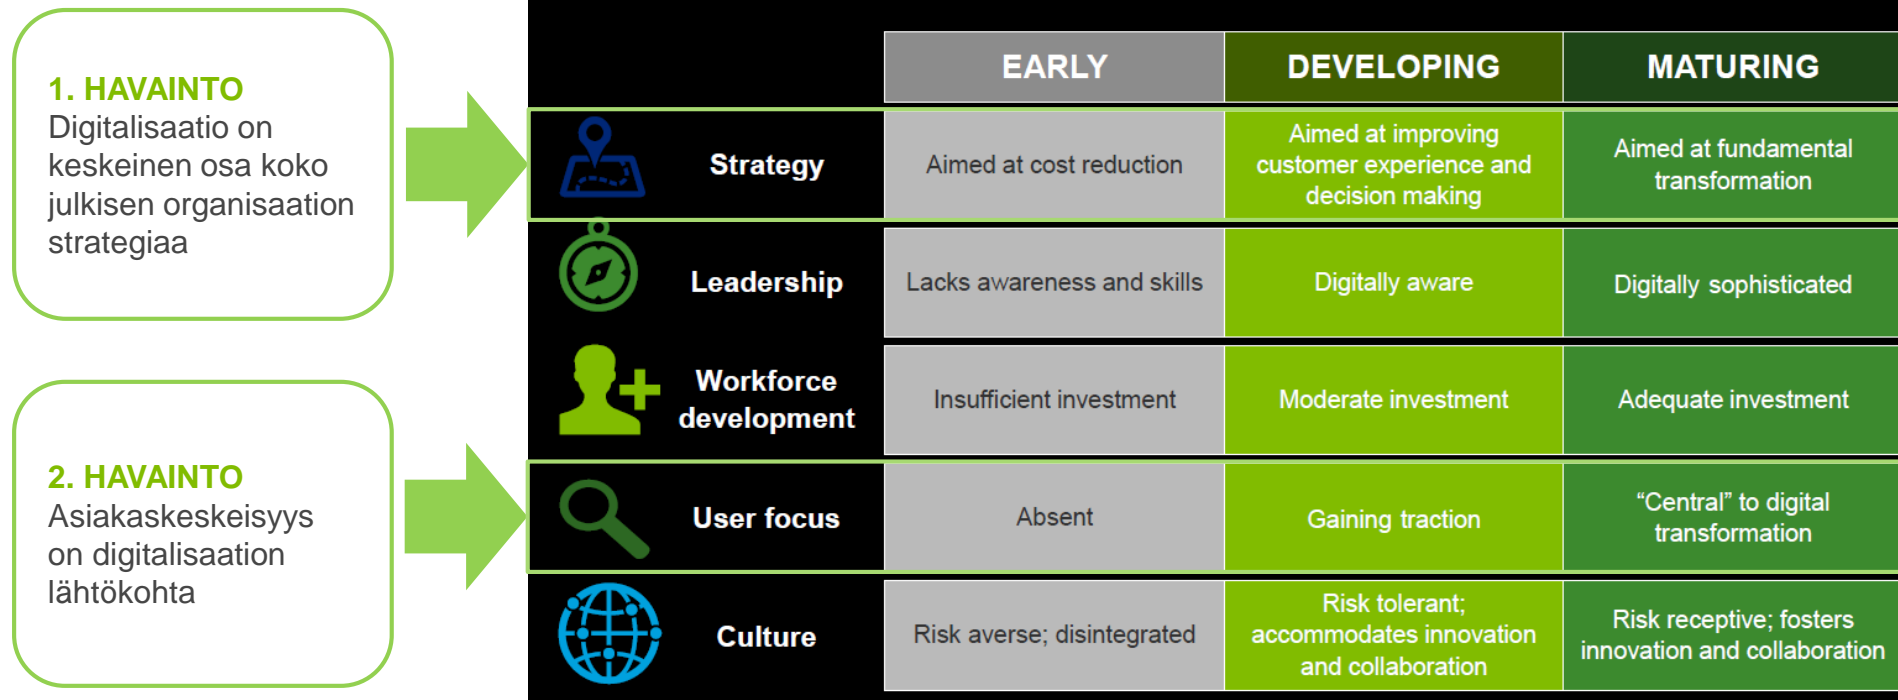 1. HAVAINTO
Digitalisaatio on
keskeinen osa koko
julkisen organisaation
strategiaa
2. HAVAINTO
Asiakaskeskeisyys
on digitalisaation
lähtökohta
EARLY
DEVELOPING
MATURING
Strategy
Aimed at cost reduction
Aimed at improving
customer experience and
decision making
Aimed at fundamental
transformation
Leadership
Lacks awareness and skills
Digitally aware
Digitally sophisticated
Workforce
development
Insufficient investment
Moderate investment
Adequate investment
User focus
Absent
Gaining traction
“Central” to digital
transformation
Culture
Risk averse; disintegrated
Risk tolerant;
accommodates innovation
and collaboration
Risk receptive; fosters
innovation and collaboration